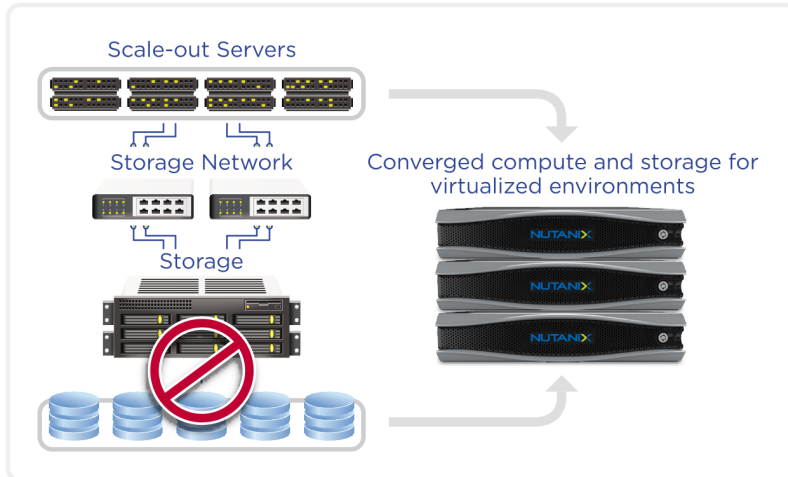 Scale-out Servers
Storage Network
Storage
Converged compute and storage for
virtualized environments
NUTANIX
NUTANIX
NUTANIX